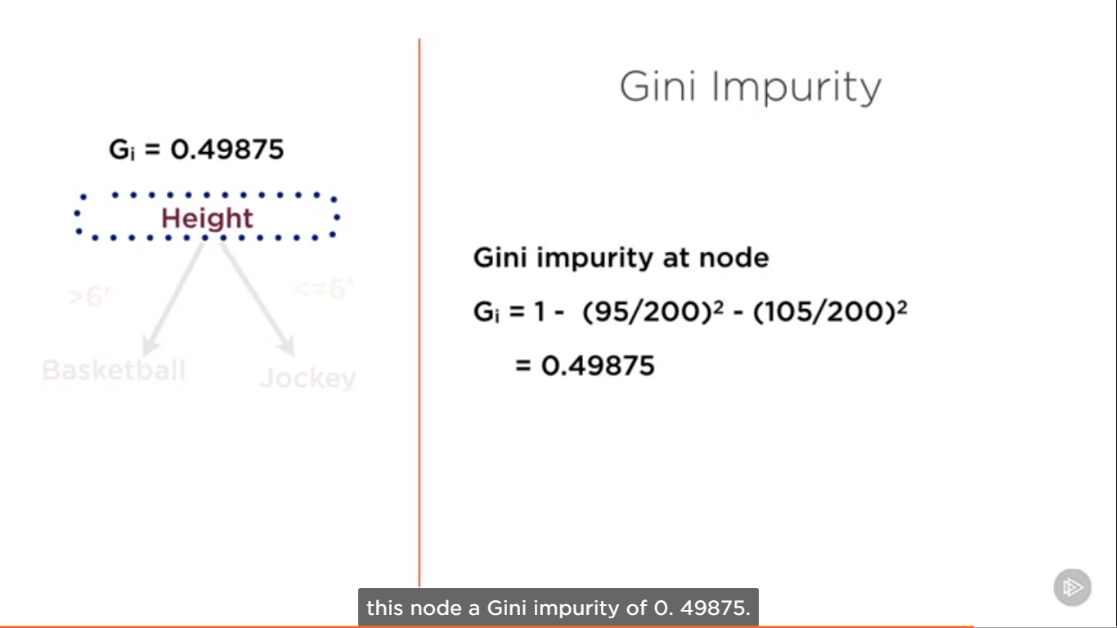 Gini Impurity
Gᵢ = 0.49875
Height
>6'
<=6'
Basketball
Jockey
Gini impurity at node
Gᵢ = 1 - (95/200)² - (105/200)²
= 0.49875
this node a Gini impurity of 0. 49875.